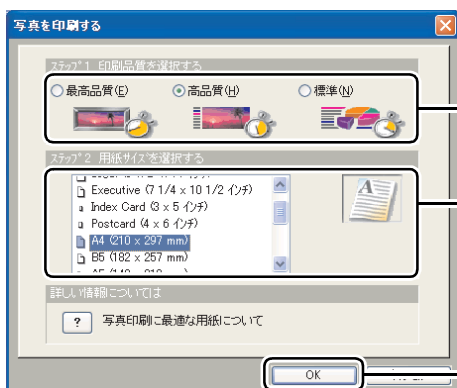 写真を印刷する
ステップ 1 印刷品質を選択する
最高品質(E) 高品質(H) 標準(N)
ステップ 2 用紙サイズを選択する
Executive (7 1/4 x 10 1/2 インチ)
Index Card (3 x 5 インチ)
Postcard (4 x 6 インチ)
A4 (210 x 297 mm)
B5 (182 x 257 mm)
詳しい情報については
? 写真印刷に最適な用紙について
OK